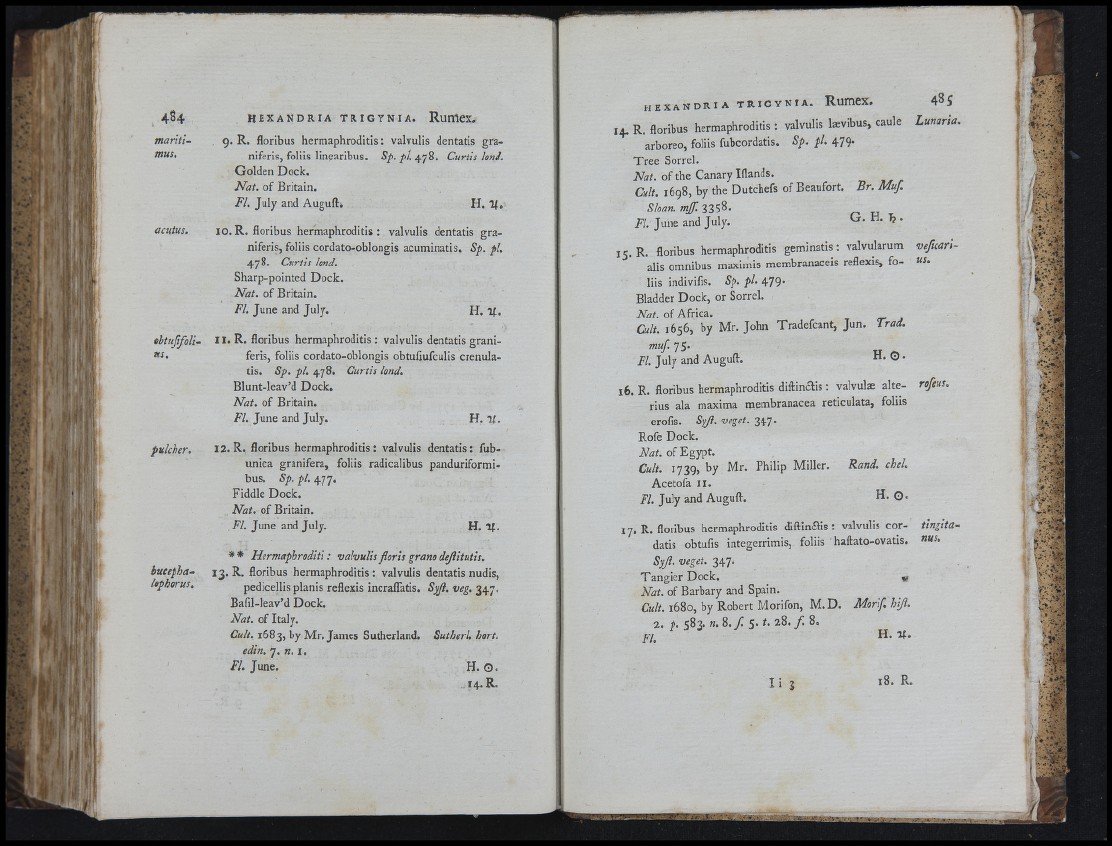 484 HEXANDRIA TRIGYNIA. Rumex.
mariti- 9. R. floribus hermaphroditis: valvulis dentatis gra-
mus. niferis, foliis linearibus. Sp. pl. 478. Curtis lond.
Golden Dock.
Nat. of Britain.
Fl. July and Auguſt. H. ♃.
acutus. 10. R. floribus hermaphroditis: valvulis dentatis gra-
niferis, foliis cordato-oblongis acuminatis. Sp. pl.
478. Curtis lond.
Sharp-pointed Dock.
Nat. of Britain.
Fl. June and July. H. ♃.
obtuſifoli- 11. R. floribus hermaphroditis: valvulis dentatis grani-
us. feris, foliis cordato-oblongis obtuſiuſculis crenula-
tis. Sp. pl. 478. Curtis lond.
Blunt-leav'd Dock.
Nat. of Britain.
Fl. June and July. H. ♃.
pulcher. 12. R. floribus hermaphroditis: valvulis dentatis: ſub-
unica granifera, foliis radicalibus panduriformi-
bus. Sp. pl. 477.
Fiddle Dock.
Nat. of Britain.
Fl. June and July. H. ♃.
** Hermaphroditi: valvulis floris grano deſtitutis.
bucepha- 13. R. floribus hermaphroditis: valvulis dentatis nudis,
lophorus. pedicellis planis reflexis incraſſatis. Syſt. veg. 347.
Baſil-leav'd Dock.
Nat. of Italy.
Cult. 1683, by Mr. James Sutherland. Sutherl. hort.
edin. 7. n. 1.
Fl. June. H. ☉.
14. R.
HEXANDRIA TRIGYNIA. Rumex. 485
14. R. floribus hermaphroditis: valvulis lævibus, caule Lunaria.
arboreo, foliis ſubcordatis. Sp. pl. 479.
Tree Sorrel.
Nat. of the Canary Iſlands.
Cult. 1698, by the Dutcheſs of Beaufort. Br. Muſ.
Sloan. mſſ. 3358.
Fl. June and July. G. H. ♄.
15. R. floribus hermaphroditis geminatis: valvularum veſicari-
alis omnibus maximis membranaceis reflexis, fo- us.
liis indiviſis. Sp. pl. 479.
Bladder Dock, or Sorrel.
Nat. of Africa.
Cult. 1656, by Mr. John Tradeſcant, Jun. Trad.
muſ. 75.
Fl. July and Auguſt. H. ☉.
16. R. floribus hermaphroditis diſtinctis: valvulæ alte- roſeus.
rius ala maxima membranacea reticulata, foliis
eroſis. Syſt. veget. 347.
Roſe Dock.
Nat. of Egypt.
Cult. 1739, by Mr. Philip Miller. Rand. chel.
Acetoſa 11.
Fl. July and Auguſt. H. ☉.
17. R. floribus hermaphroditis diſtinctis: valvulis cor- tingita-
datis obtuſis integerrimis, foliis haſtato-ovatis. nus.
Syſt. veget. 347.
Tangier Dock.
Nat. of Barbary and Spain.
Cult. 1680, by Robert Moriſon, M.D. Moriſ. hiſt.
2. p. 583. n. 8. ſ. 5. t. 28. f. 8.
Fl. H. ♃.
I i 3 18. R.